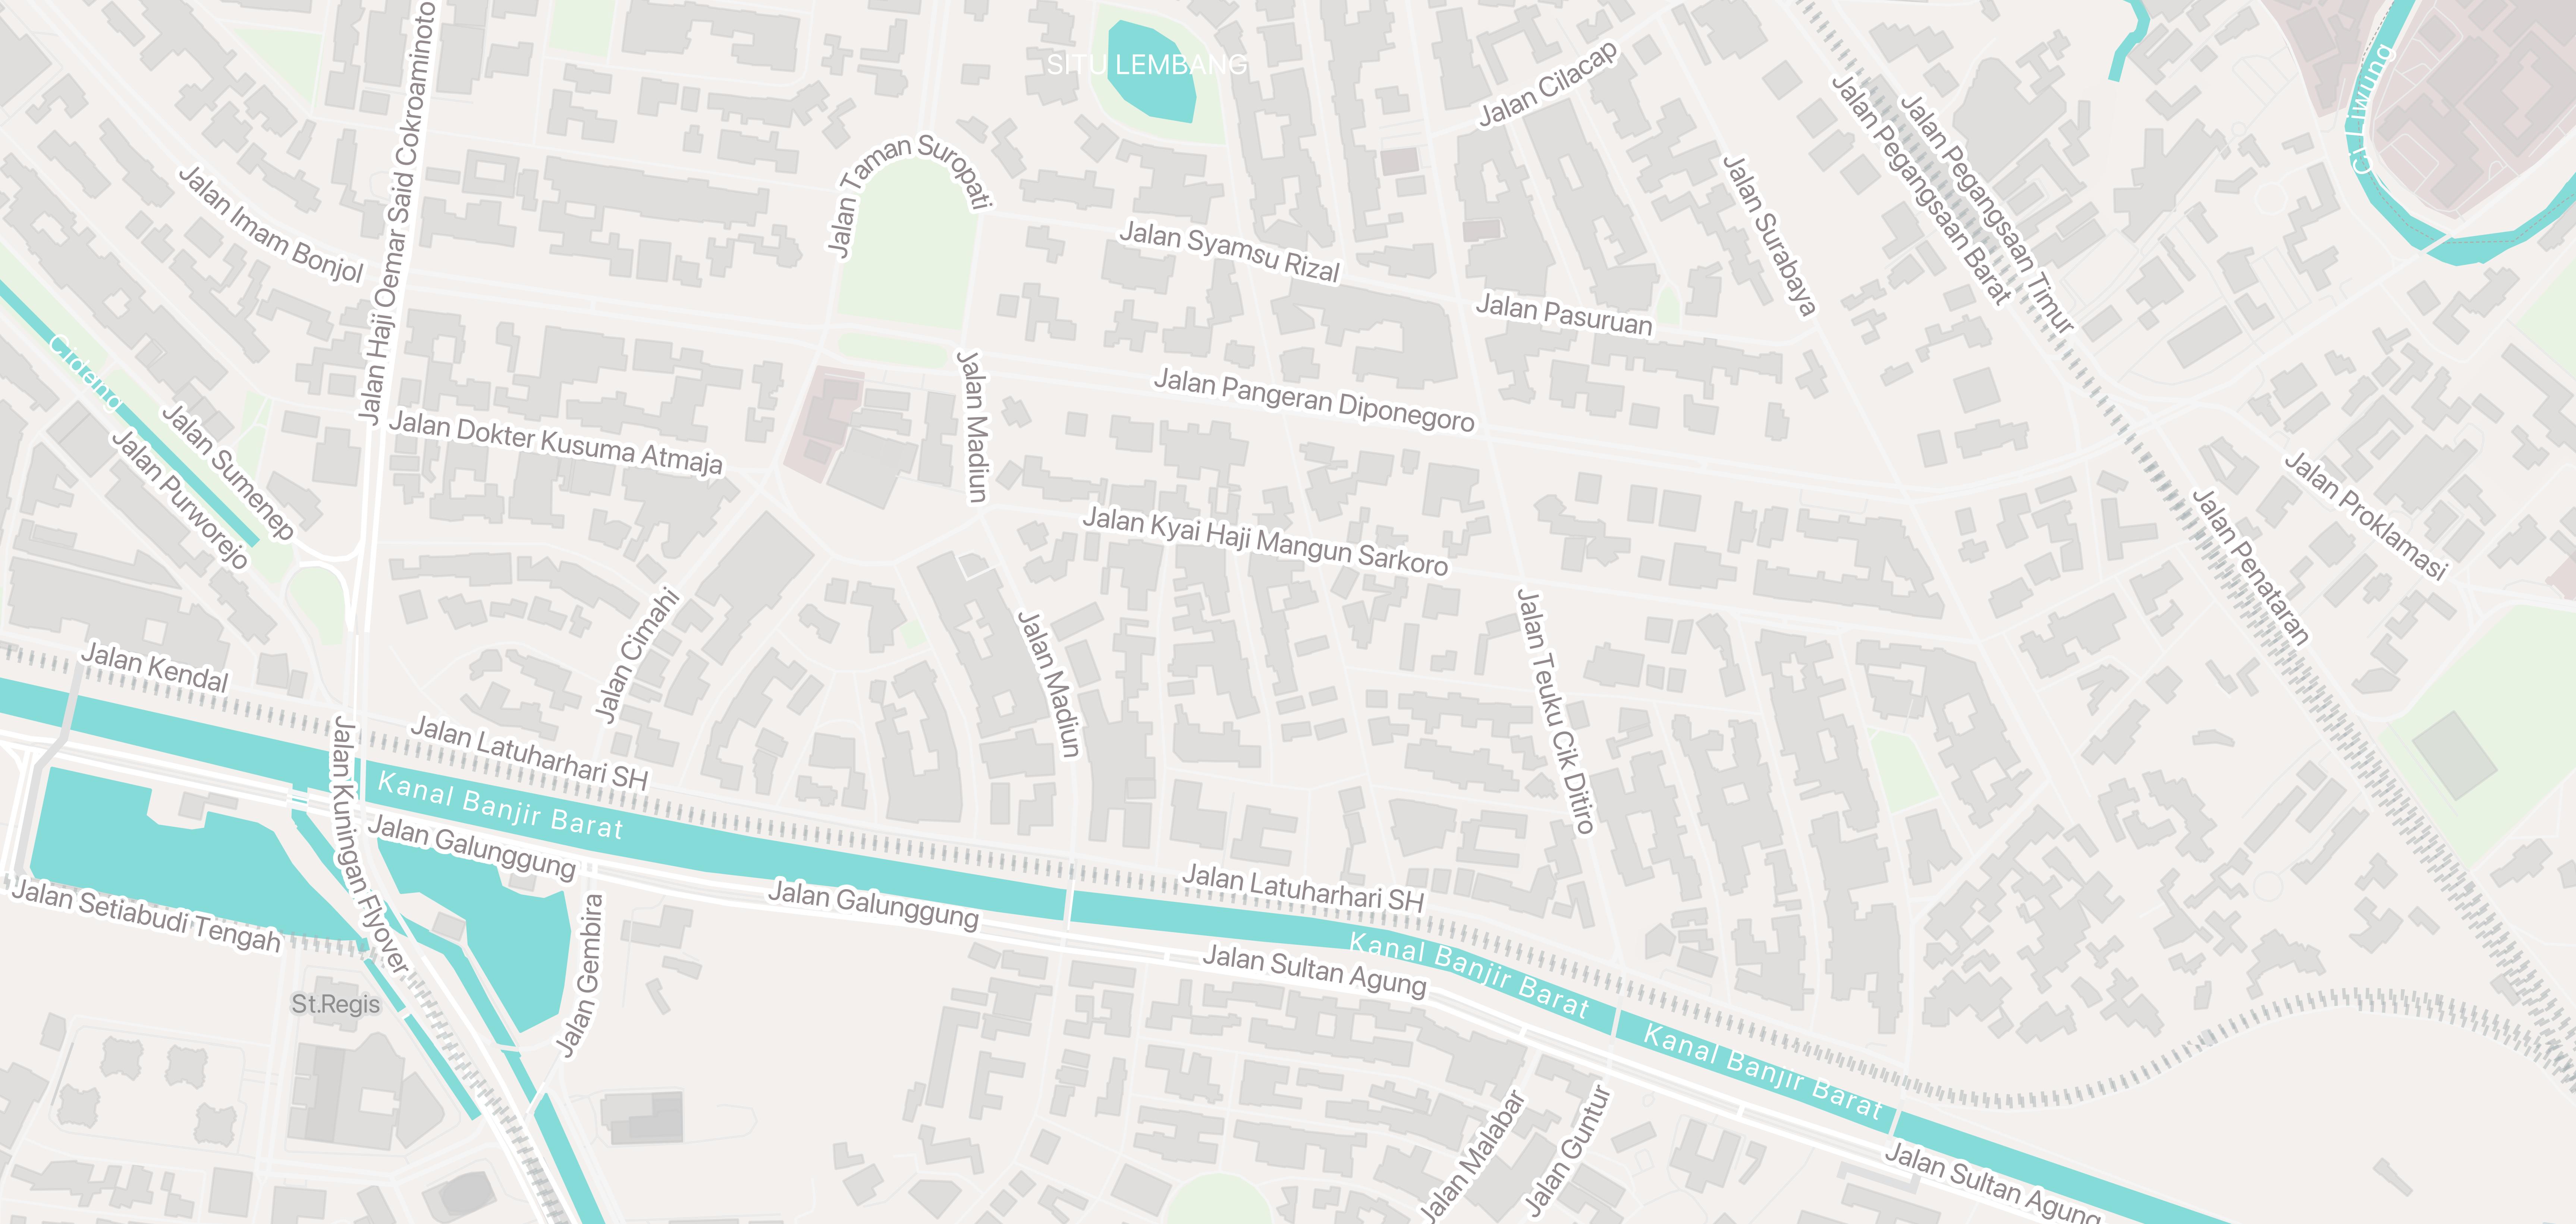 SITU LEMBANG
Jalan Cilacap
Jalan Haji Oemar Said Cokroaminoto
Ci Liwung
Jalan Pegangsaan Barat
Jalan Pegangsaan Timur
Jalan Taman Suropati
Jalan Imam Bonjol
Jalan Surabaya
Jalan Syamsu Rizal
Jalan Pasuruan
Cideng
Jalan Madiun
Jalan Pangeran Diponegoro
Jalan Sumenep
Jalan Purworejo
Jalan Dokter Kusuma Atmaja
Jalan Proklamasi
Jalan Penataran
Jalan Kyai Haji Mangun Sarkoro
Jalan Cimahi
Jalan Madiun
Jalan Teuku Cik Ditiro
Jalan Kendal
Jalan Latuharhari SH
Jalan Kuningan Flyover
Kanal Banjir Barat
Jalan Galunggung
Jalan Galunggung
Jalan Latuharhari SH
Jalan Setiabudi Tengah
Jalan Gembira
Kanal Banjir Barat
Jalan Sultan Agung
St.Regis
Kanal Banjir Barat
Jalan Malabar
Jalan Guntur
Jalan Sultan Agung